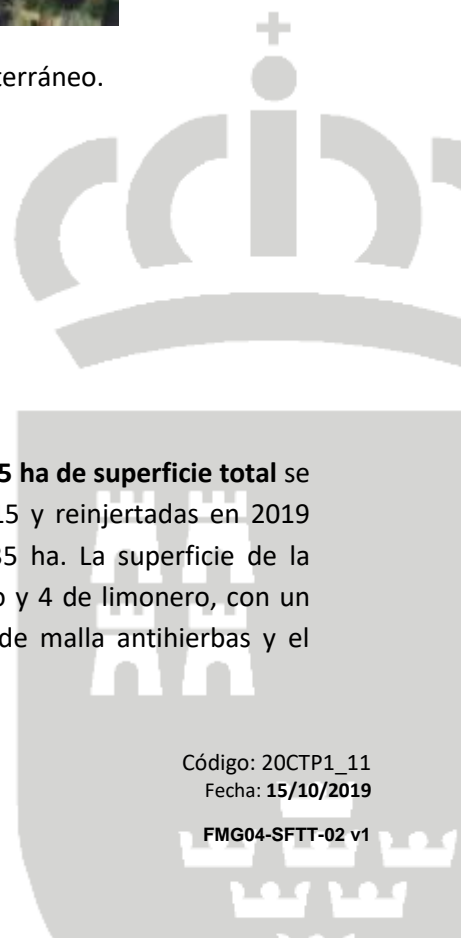 terráneo.
5 ha de superficie total se
15 y reinjertadas en 2019
35 ha. La superficie de la
o y 4 de limonero, con un
de malla antihierbas y el
Código: 20CTP1_11
Fecha: 15/10/2019
FMG04-SFTT-02 v1